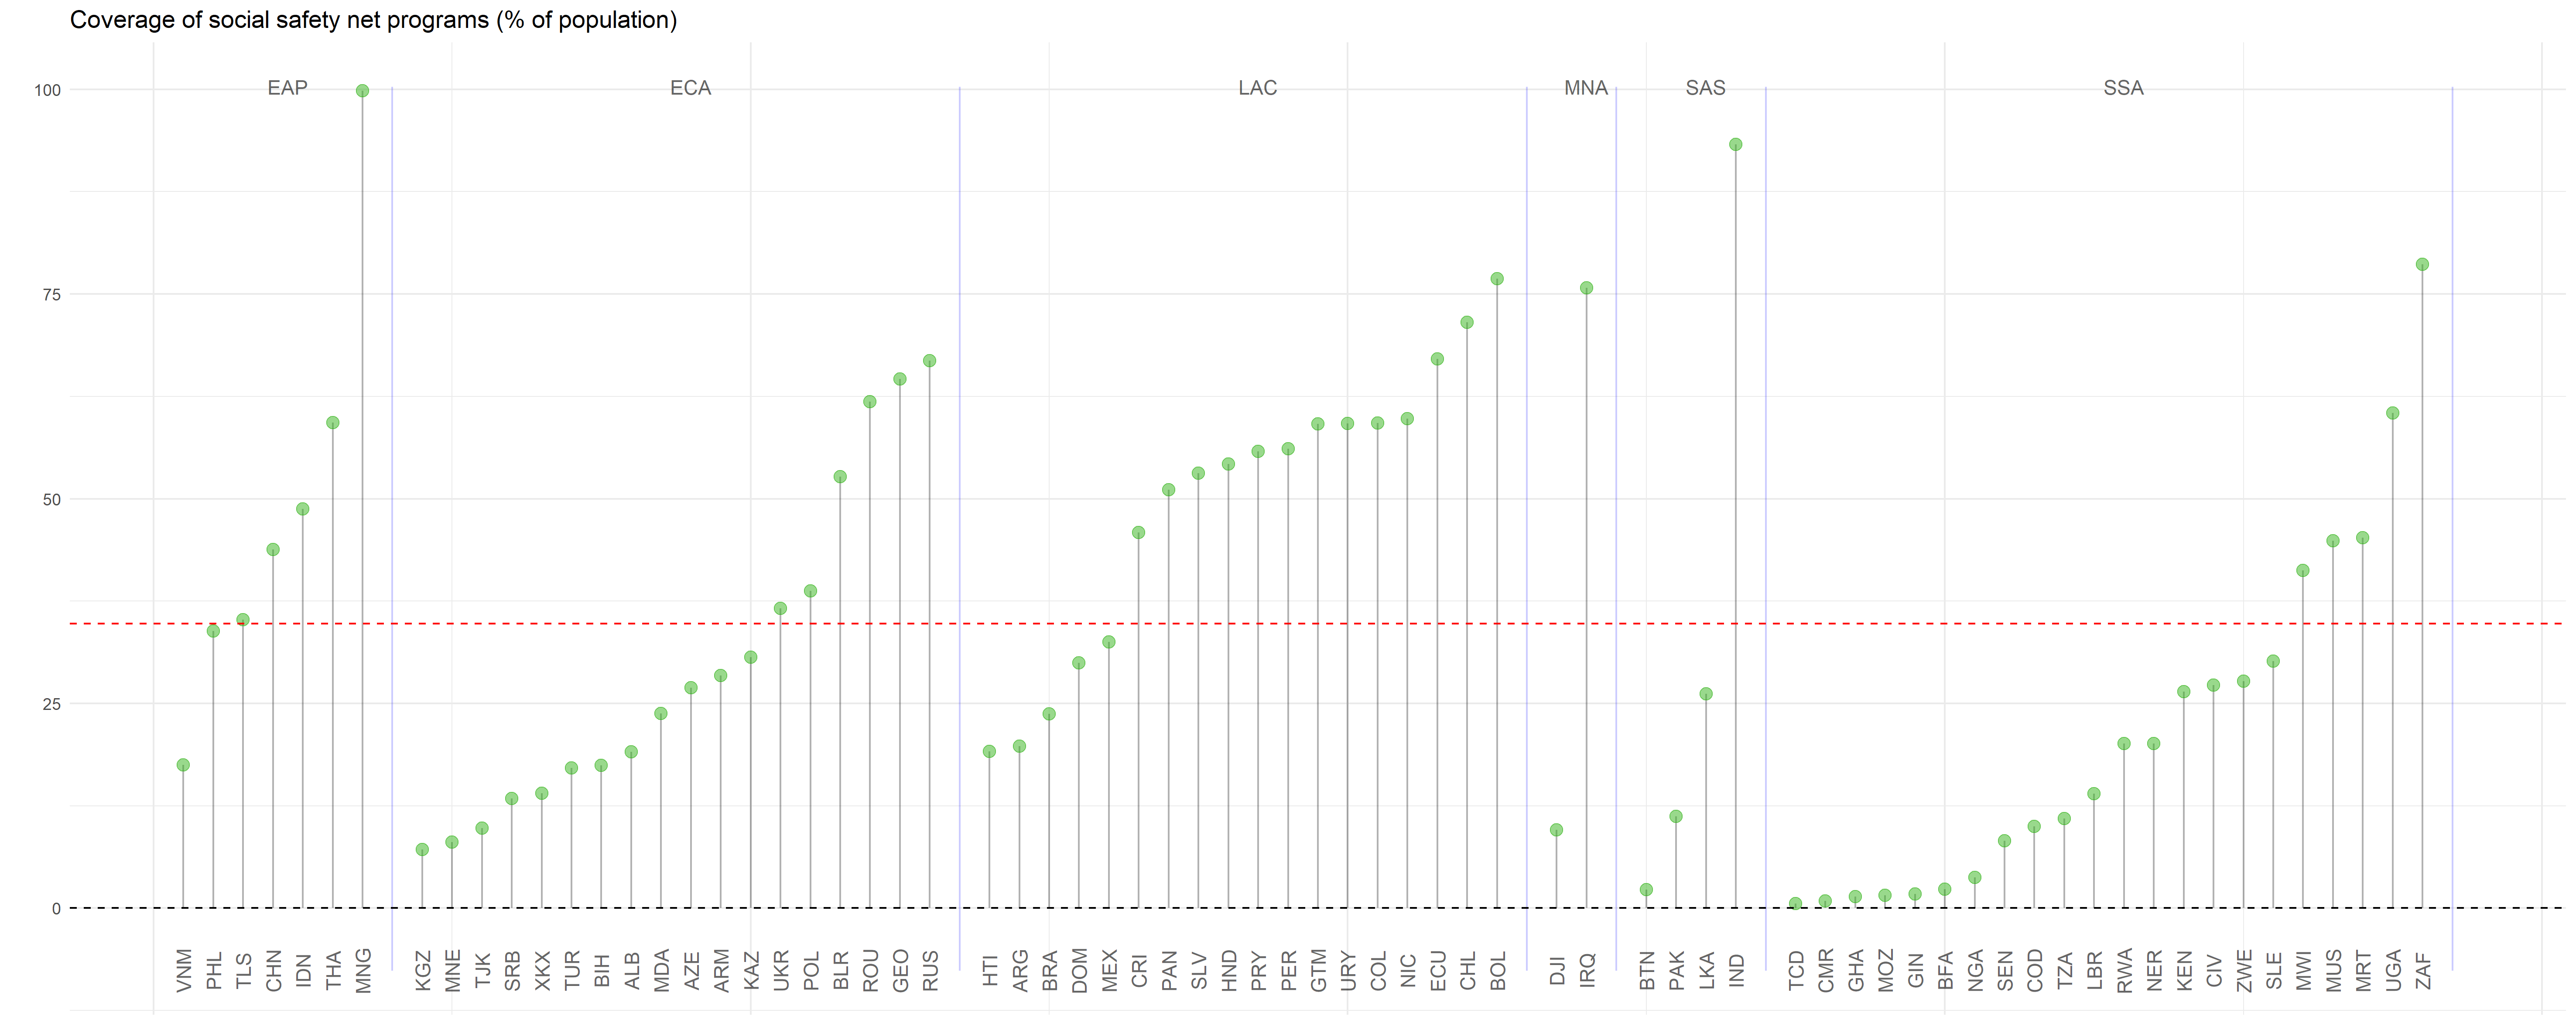 Coverage of social safety net programs (% of population)
EAP ECA LAC MNA SAS SSA
100
75
50
25
0
VNM PHL TLS CHN IDN THA MNG KGZ MNE TJK SRB XKX TUR BIH ALB MDA AZE ARM KAZ UKR POL BLR ROU GEO RUS HTI ARG BRA DOM MEX CRI PAN SLV HND PRY PER GTM URY COL NIC ECU CHL BOL DJI IRQ BTN PAK LKA IND TCD CMR GHA MOZ GIN BFA NGA SEN COD TZA LBR RWA NER KEN CIV ZWE SLE MWI MUS MRT UGA ZAF